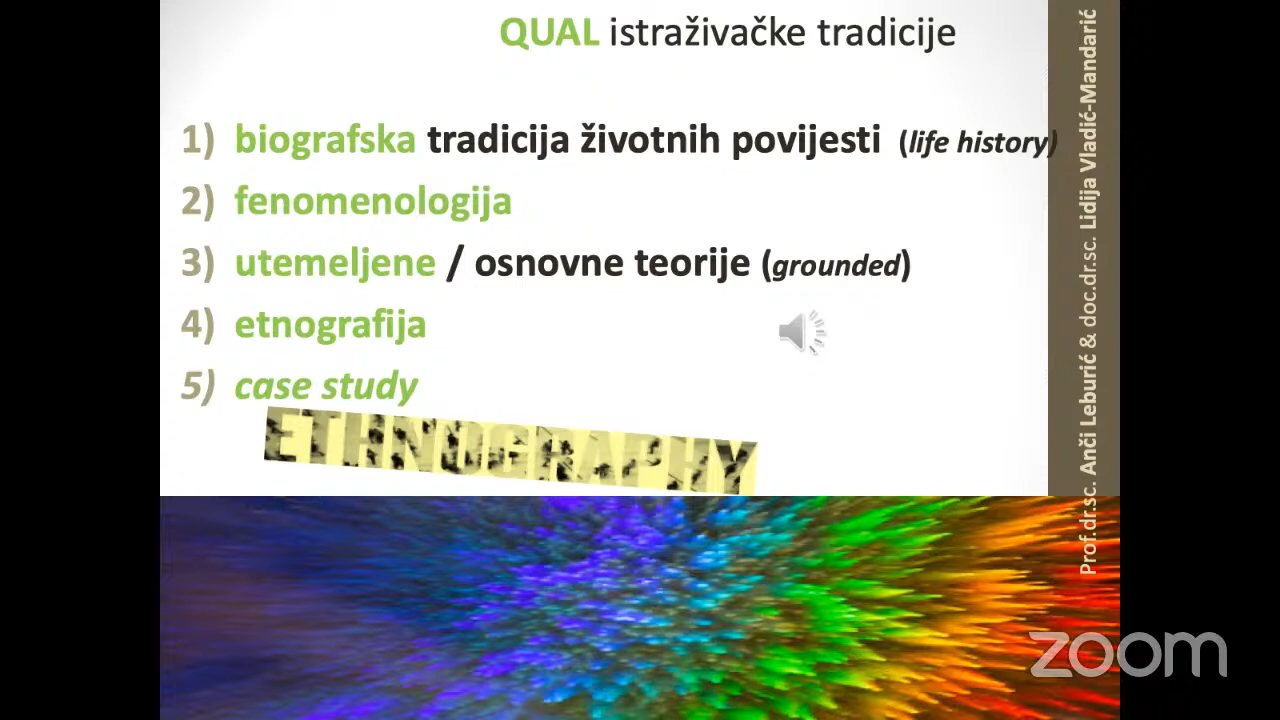 QUAL istraživačke tradicije
1) biografska tradicija životnih povijesti (life history)
2) fenomenologija
3) utemeljene / osnovne teorije (grounded)
4) etnografija
5) case study
ETHNOGRAPHY
Prof.dr.sc. Anči Leburić & doc.dr.sc. Lidija Vladić-Mandarić
zoom